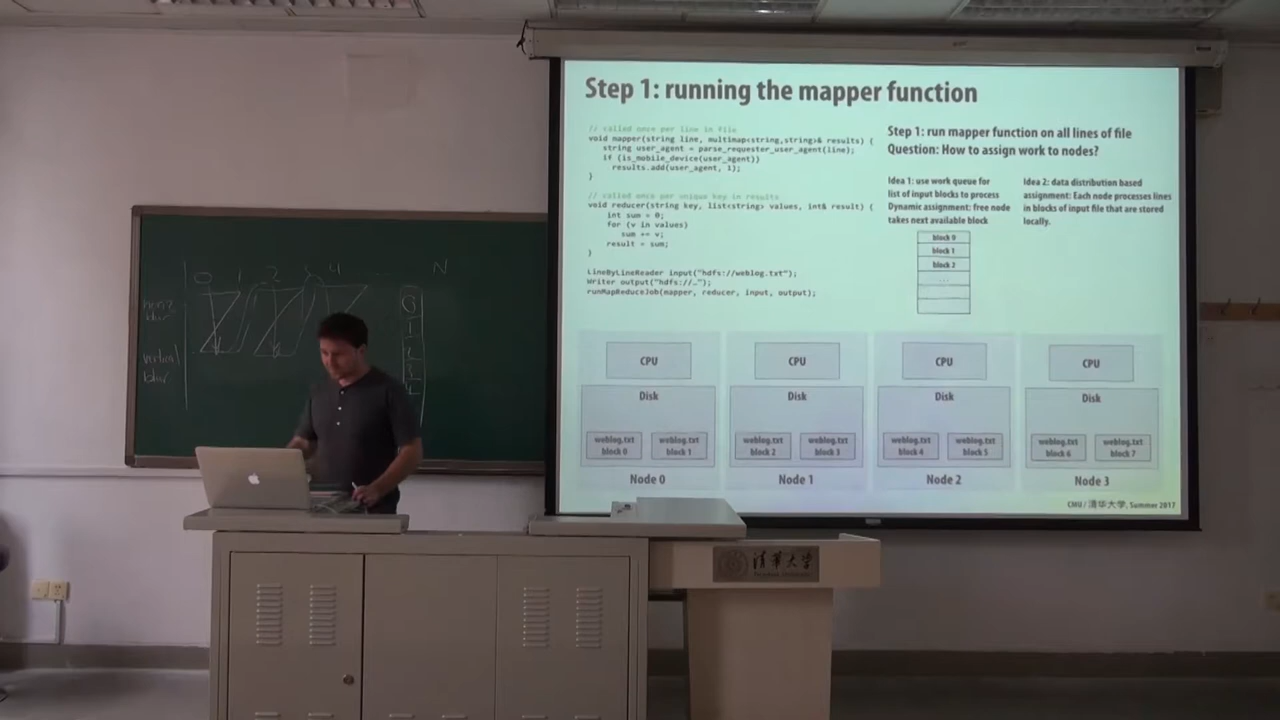 Step 1: running the mapper function
// called once per line in file
void mapper(string line, multimap<string,string>& results) {
string user_agent = parse_requester_user_agent(line);
if (is_mobile_device(user_agent))
results.add(user_agent, 1);
}
// called once per unique key in results
void reducer(string key, list<string> values, int& result) {
int sum = 0;
for (v in values)
sum += v;
result = sum;
}
LineByLineReader input("hdfs://weblog.txt");
Writer output("hdfs://…");
runMapReduceJob(mapper, reducer, input, output);
Step 1: run mapper function on all lines of file
Question: How to assign work to nodes?
Idea 1: use work queue for
list of input blocks to process
Dynamic assignment: free node
takes next available block
block 0
block 1
block 2
...
Idea 2: data distribution based
assignment: Each node processes lines
in blocks of input file that are stored
locally.
CPU
Disk
weblog.txt
block 0
weblog.txt
block 1
Node 0
CPU
Disk
weblog.txt
block 2
weblog.txt
block 3
Node 1
CPU
Disk
weblog.txt
block 4
weblog.txt
block 5
Node 2
CPU
Disk
weblog.txt
block 6
weblog.txt
block 7
Node 3
CMU / 清华大学, Summer 2017
0 1 2 3 4 N
vertical
blur
清华大学